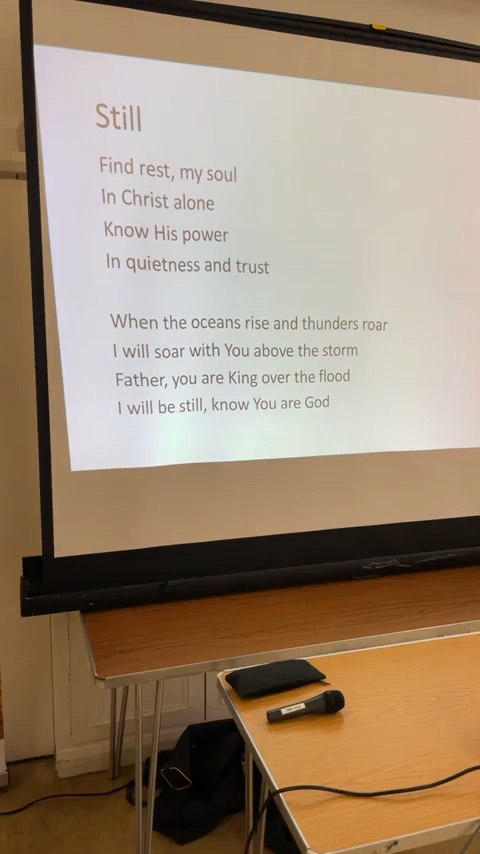 Still
Find rest, my soul
In Christ alone
Know His power
In quietness and trust
When the oceans rise and thunders roar
I will soar with You above the storm
Father, you are King over the flood
I will be still, know You are God